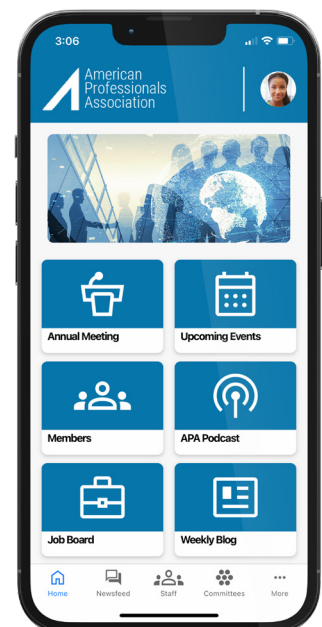 3:06
American
Professionals
Association
Annual Meeting
Upcoming Events
Members
APA Podcast
Job Board
Weekly Blog
Home
Newsfeed
Staff
Committees
More